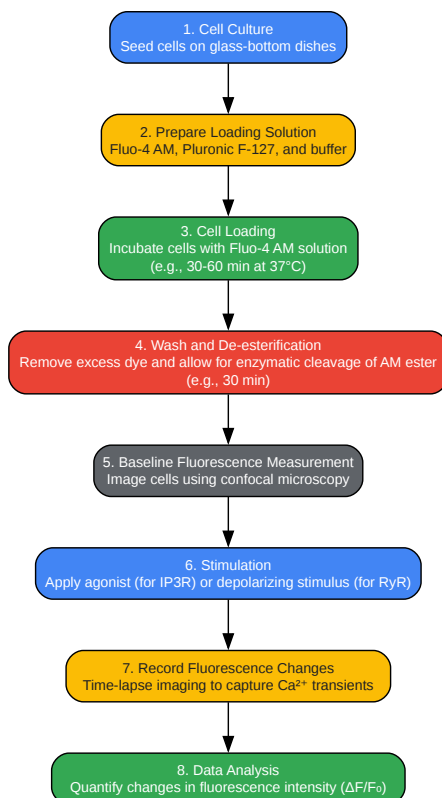 1. Cell Culture
Seed cells on glass-bottom dishes
2. Prepare Loading Solution
Fluo-4 AM, Pluronic F-127, and buffer
3. Cell Loading
Incubate cells with Fluo-4 AM solution
(e.g., 30-60 min at 37°C)
4. Wash and De-esterification
Remove excess dye and allow for enzymatic cleavage of AM ester
(e.g., 30 min)
5. Baseline Fluorescence Measurement
Image cells using confocal microscopy
6. Stimulation
Apply agonist (for IP3R) or depolarizing stimulus (for RyR)
7. Record Fluorescence Changes
Time-lapse imaging to capture Ca²⁺ transients
8. Data Analysis
Quantify changes in fluorescence intensity (ΔF/F₀)